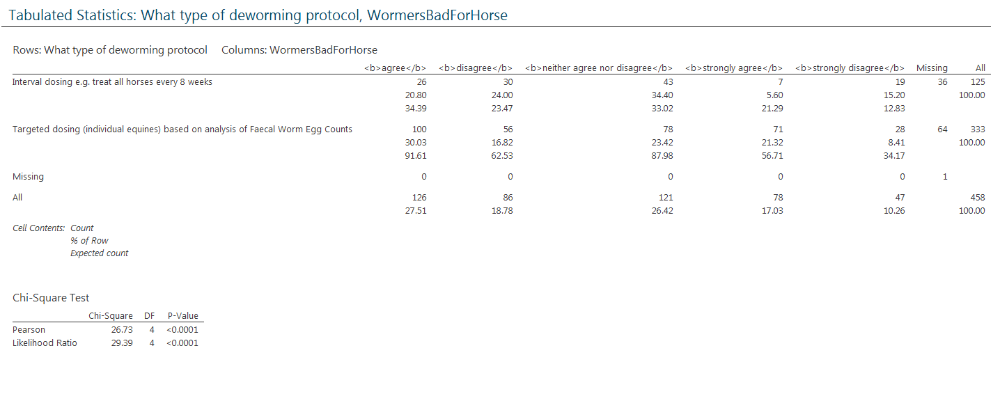 Tabulated Statistics: What type of deworming protocol, WormersBadForHorse
Rows: What type of deworming protocol Columns: WormersBadForHorse
<b>agree</b> <b>disagree</b> <b>neither agree nor disagree</b> <b>strongly agree</b> <b>strongly disagree</b> Missing All
Interval dosing e.g. treat all horses every 8 weeks 26 30 43 7 19 36 125
20.80 24.00 34.40 5.60 15.20 100.00
34.39 23.47 33.02 21.29 12.83
Targeted dosing (individual equines) based on analysis of Faecal Worm Egg Counts 100 56 78 71 28 64 333
30.03 16.82 23.42 21.32 8.41 100.00
91.61 62.53 87.98 56.71 34.17
Missing 0 0 0 0 0 1
All 126 86 121 78 47 458
27.51 18.78 26.42 17.03 10.26 100.00
Cell Contents: Count
% of Row
Expected count
Chi-Square Test
Chi-Square DF P-Value
Pearson 26.73 4 <0.0001
Likelihood Ratio 29.39 4 <0.0001